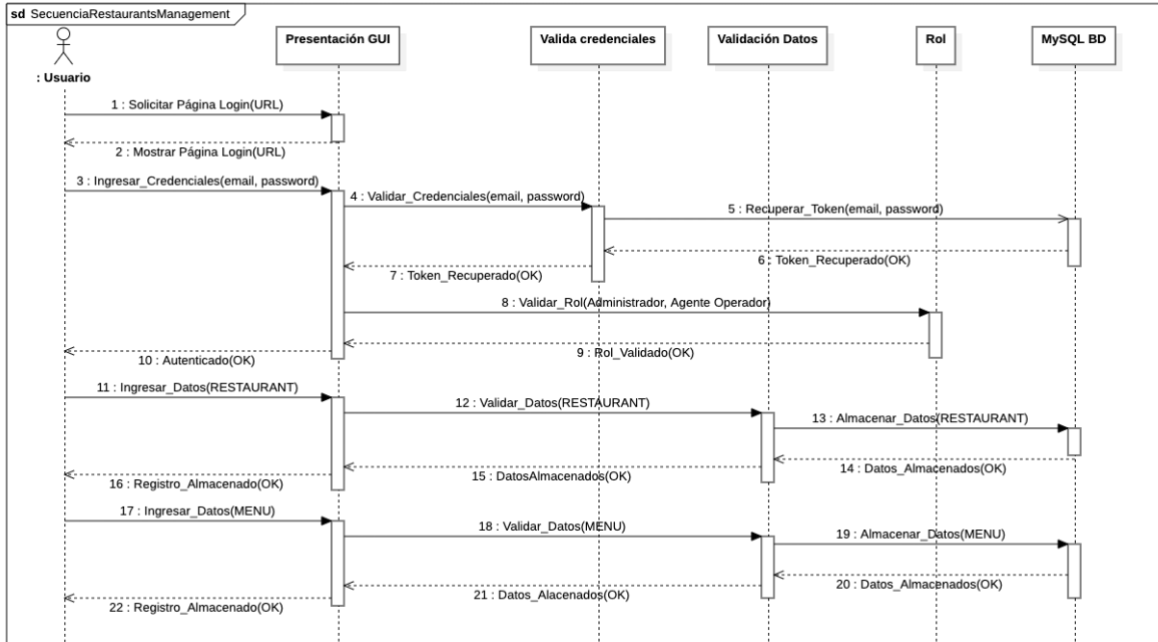 sd SecuenciaRestaurantsManagement
: Usuario
Presentación GUI
Valida credenciales
Validación Datos
Rol
MySQL BD
1 : Solicitar Página Login(URL)
2 : Mostrar Página Login(URL)
3 : Ingresar_Credenciales(email, password)
4 : Validar_Credenciales(email, password)
5 : Recuperar_Token(email, password)
6 : Token_Recuperado(OK)
7 : Token_Recuperado(OK)
8 : Validar_Rol(Administrador, Agente Operador)
9 : Rol_Validado(OK)
10 : Autenticado(OK)
11 : Ingresar_Datos(RESTAURANT)
12 : Validar_Datos(RESTAURANT)
13 : Almacenar_Datos(RESTAURANT)
14 : Datos_Almacenados(OK)
15 : DatosAlmacenados(OK)
16 : Registro_Almacenado(OK)
17 : Ingresar_Datos(MENU)
18 : Validar_Datos(MENU)
19 : Almacenar_Datos(MENU)
20 : Datos_Almacenados(OK)
21 : Datos_Alacenados(OK)
22 : Registro_Almacenado(OK)